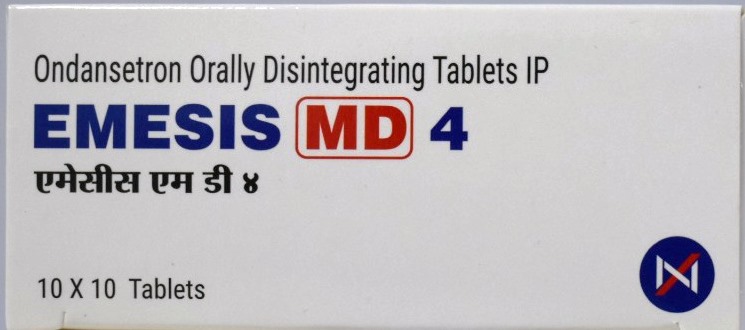 Ondansetron Orally Disintegrating Tablets IP
EMESIS MD 4
एमेसीस एम डी ४
10 X 10 Tablets